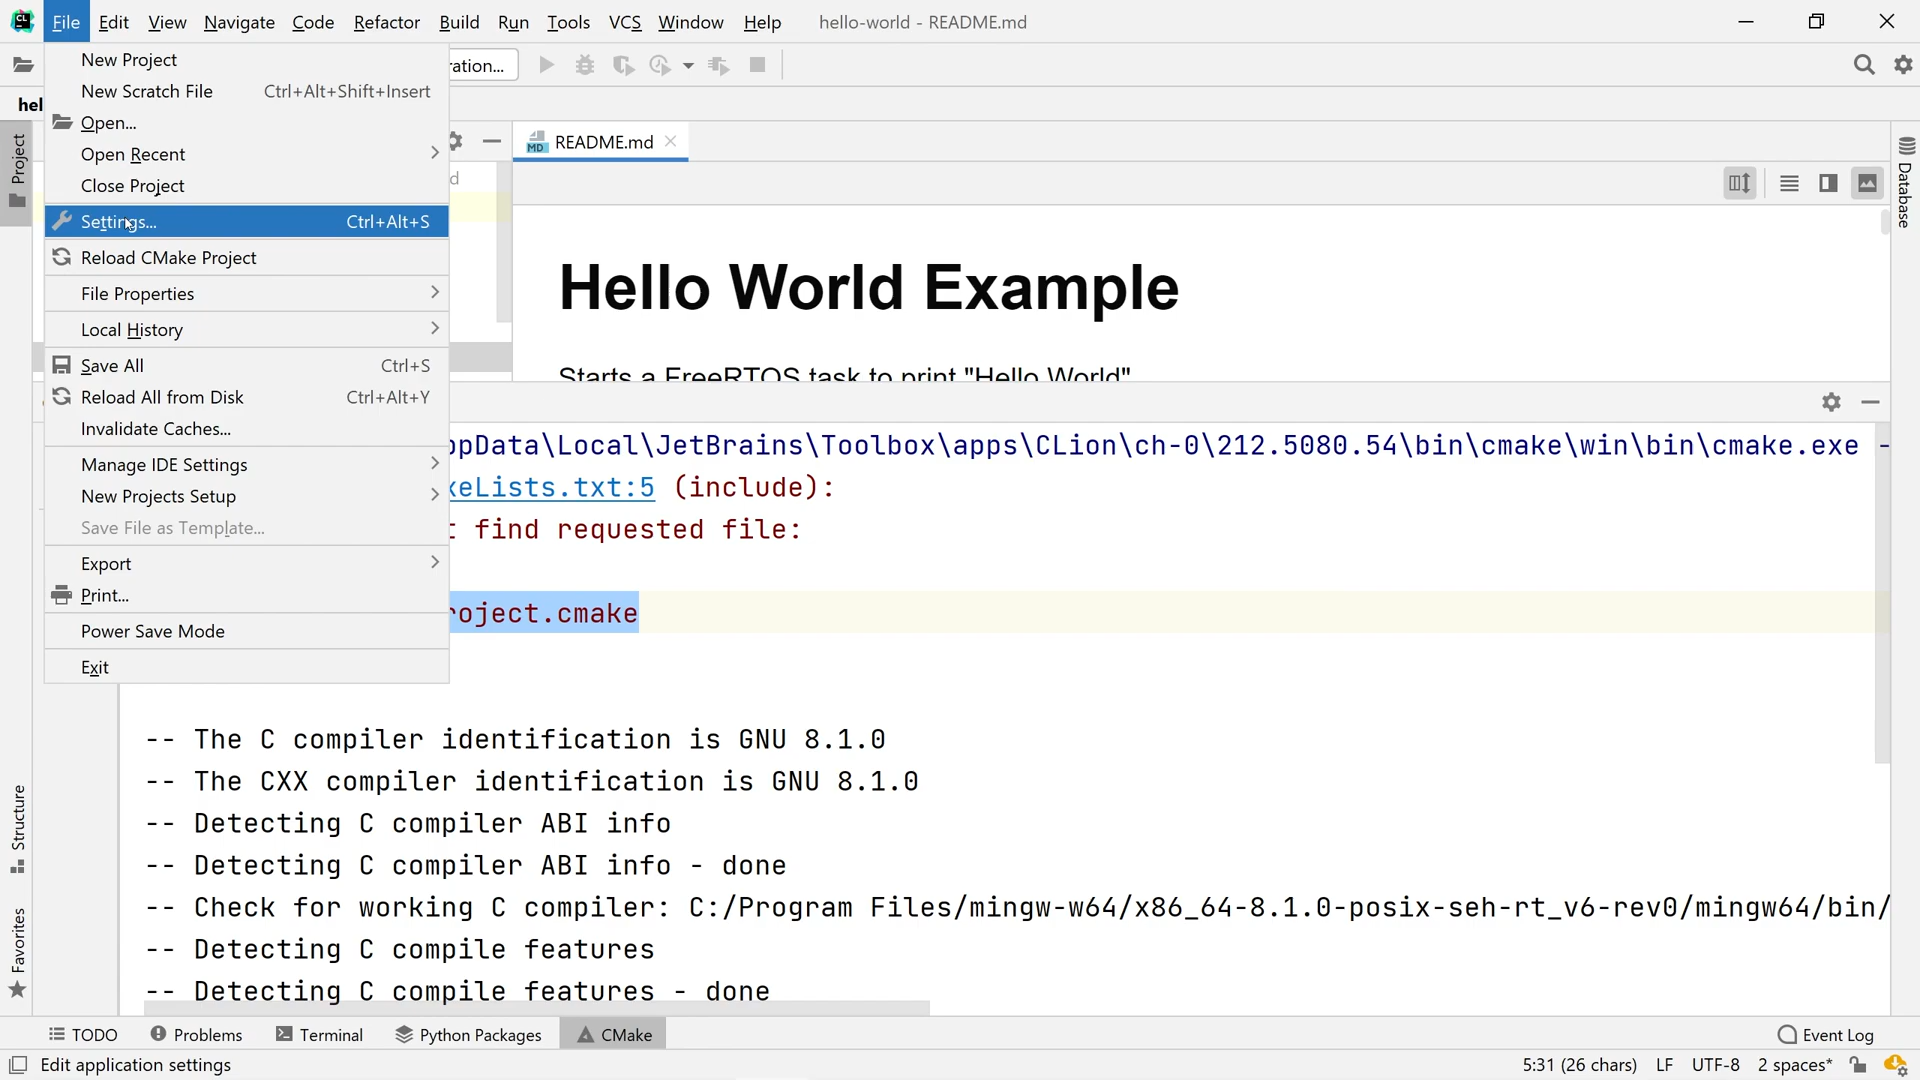 CL File Edit View Navigate Code Refactor Build Run Tools VCS Window Help hello-world - README.md
New Project
ration...
New Scratch File Ctrl+Alt+Shift+Insert
hel
Open...
Project
README.md
MD
Open Recent
Close Project
d
Database
Settings... Ctrl+Alt+S
Reload CMake Project
Hello World Example
File Properties
Local History
Save All Ctrl+S
Starts a FreeRTOS task to print "Hello World"
Reload All from Disk Ctrl+Alt+Y
Invalidate Caches...
ppData\Local\JetBrains\Toolbox\apps\CLion\ch-0\212.5080.54\bin\cmake\win\bin\cmake.exe -
Manage IDE Settings
keLists.txt:5 (include):
New Projects Setup
Save File as Template...
t find requested file:
Export
Print...
roject.cmake
Power Save Mode
Exit
-- The C compiler identification is GNU 8.1.0
-- The CXX compiler identification is GNU 8.1.0
-- Detecting C compiler ABI info
Structure
-- Detecting C compiler ABI info - done
-- Check for working C compiler: C:/Program Files/mingw-w64/x86_64-8.1.0-posix-seh-rt_v6-rev0/mingw64/bin/
-- Detecting C compile features
Favorites
-- Detecting C compile features - done
TODO Problems Terminal Python Packages CMake Event Log
Edit application settings 5:31 (26 chars) LF UTF-8 2 spaces*